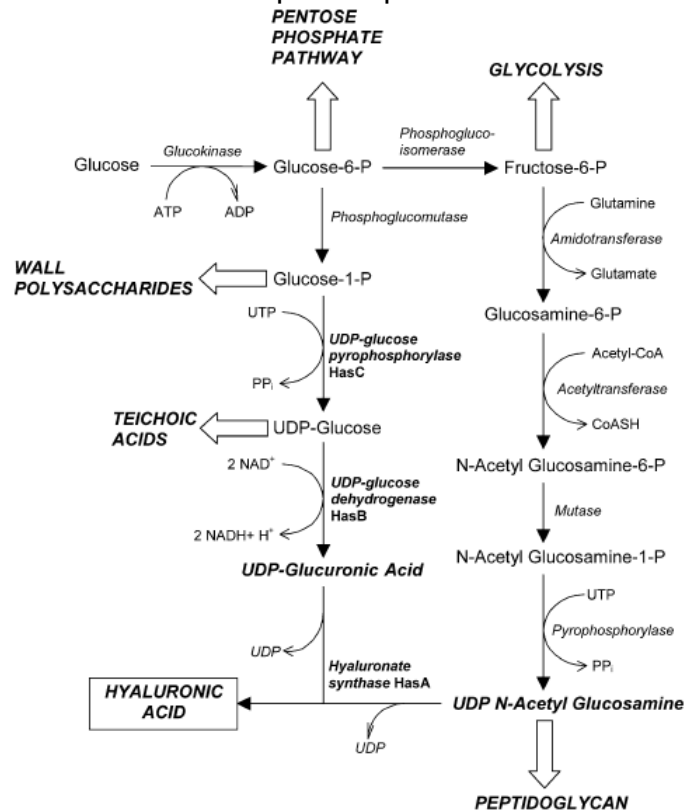 PENTOSE
PHOSPHATE
PATHWAY
GLYCOLYSIS
Glucose
Glucokinase
ATP
ADP
Glucose-6-P
Phosphogluco-
isomerase
Fructose-6-P
Phosphoglucomutase
Glutamine
Amidotransferase
Glutamate
WALL
POLYSACCHARIDES
Glucose-1-P
Glucosamine-6-P
UTP
UDP-glucose
pyrophosphorylase
HasC
PPi
Acetyl-CoA
Acetyltransferase
CoASH
TEICHOIC
ACIDS
UDP-Glucose
N-Acetyl Glucosamine-6-P
2 NAD+
UDP-glucose
dehydrogenase
HasB
2 NADH+ H+
Mutase
N-Acetyl Glucosamine-1-P
UDP-Glucuronic Acid
UTP
Pyrophosphorylase
PPi
UDP
Hyaluronate
synthase HasA
HYALURONIC
ACID
UDP N-Acetyl Glucosamine
UDP
PEPTIDOGLYCAN